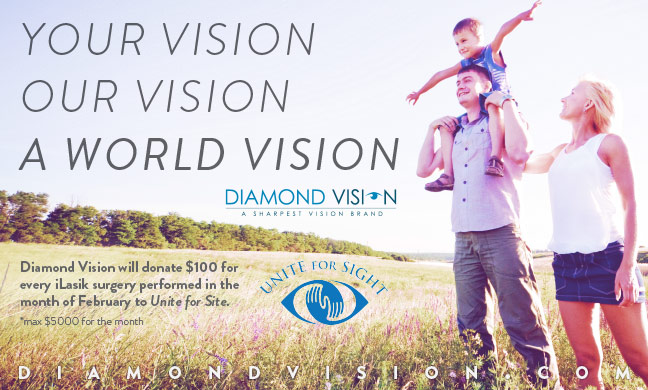 YOUR VISION
OUR VISION
A WORLD VISION
DIAMOND VISION
A SHARPEST VISION BRAND
Diamond Vision will donate $100 for
every iLasik surgery performed in the
month of February to Unite for Site.
*max $5000 for the month
UNITE FOR SIGHT
DIAMONDVISION.COM